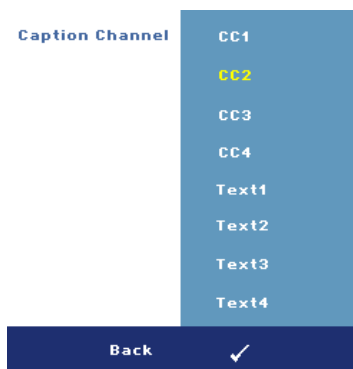 Caption Channel
CC1
CC2
CC3
CC4
Text1
Text2
Text3
Text4
Back